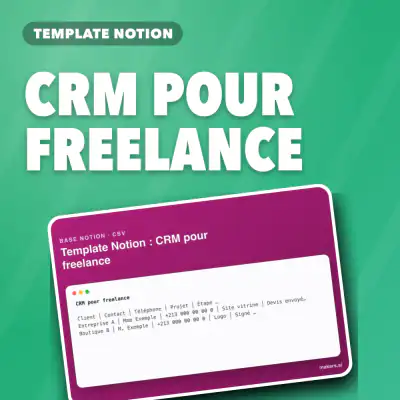 TEMPLATE NOTION
CRM POUR
FREELANCE
BASE NOTION · CSV
Template Notion : CRM pour
freelance
CRM pour freelance
Client | Contact | Téléphone | Projet | Étape …
Entreprise A | Mme Exemple | +213 000 00 00 0 | Site vitrine | Devis envoyé…
Boutique B | M. Exemple | +213 000 00 00 0 | Logo | Signé …